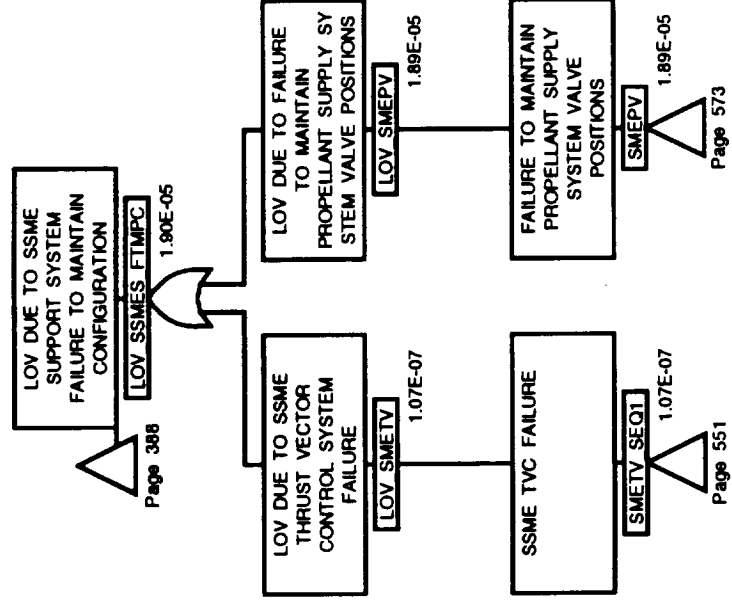 LOV DUE TO SSME
SUPPORT SYSTEM
FAILURE TO MAINTAIN
CONFIGURATION
LOV SSMES FTMPC
1.90E-05
Page 388
LOV DUE TO SSME
THRUST VECTOR
CONTROL SYSTEM
FAILURE
LOV SMETV
1.07E-07
LOV DUE TO FAILURE
TO MAINTAIN
PROPELLANT SUPPLY SY
STEM VALVE POSITIONS
LOV SMEPV
1.89E-05
SSME TVC FAILURE
SMETV SEQ1
1.07E-07
Page 551
FAILURE TO MAINTAIN
PROPELLANT SUPPLY
SYSTEM VALVE
POSITIONS
SMEPV
1.89E-05
Page 573